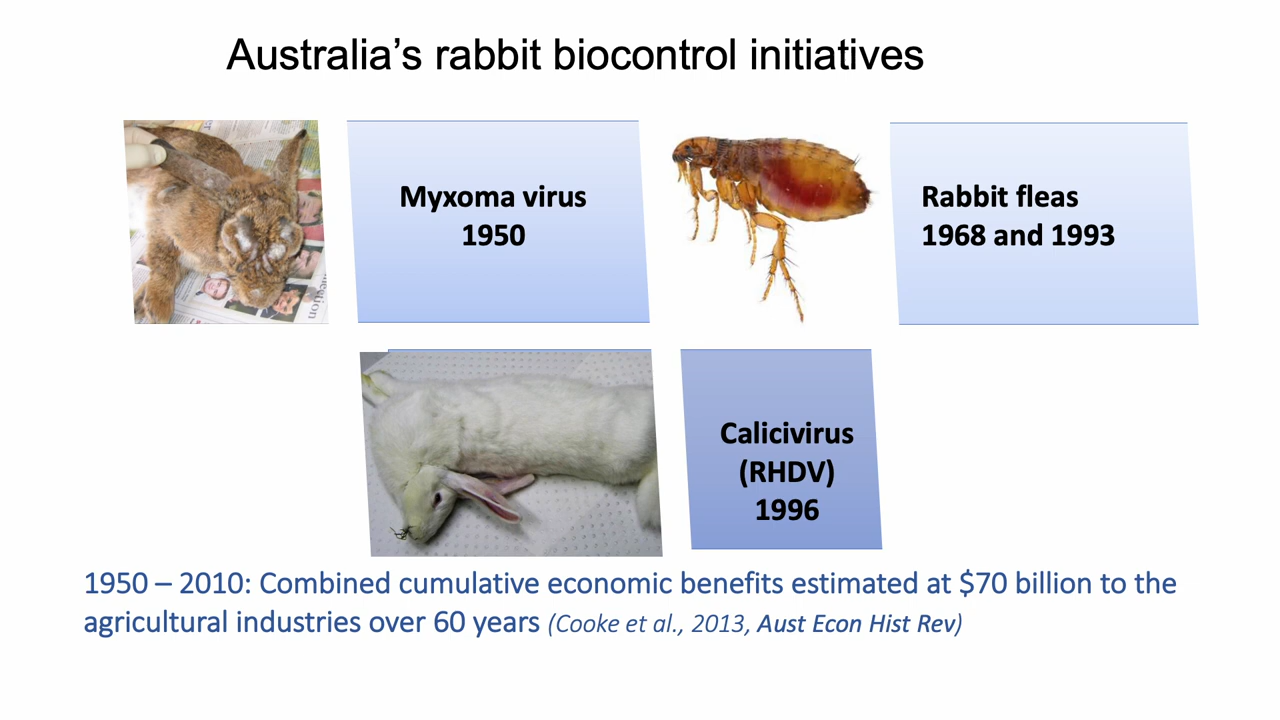 Australia’s rabbit biocontrol initiatives
Myxoma virus
1950
Rabbit fleas
1968 and 1993
Calicivirus
(RHDV)
1996
1950 – 2010: Combined cumulative economic benefits estimated at $70 billion to the
agricultural industries over 60 years (Cooke et al., 2013, Aust Econ Hist Rev)